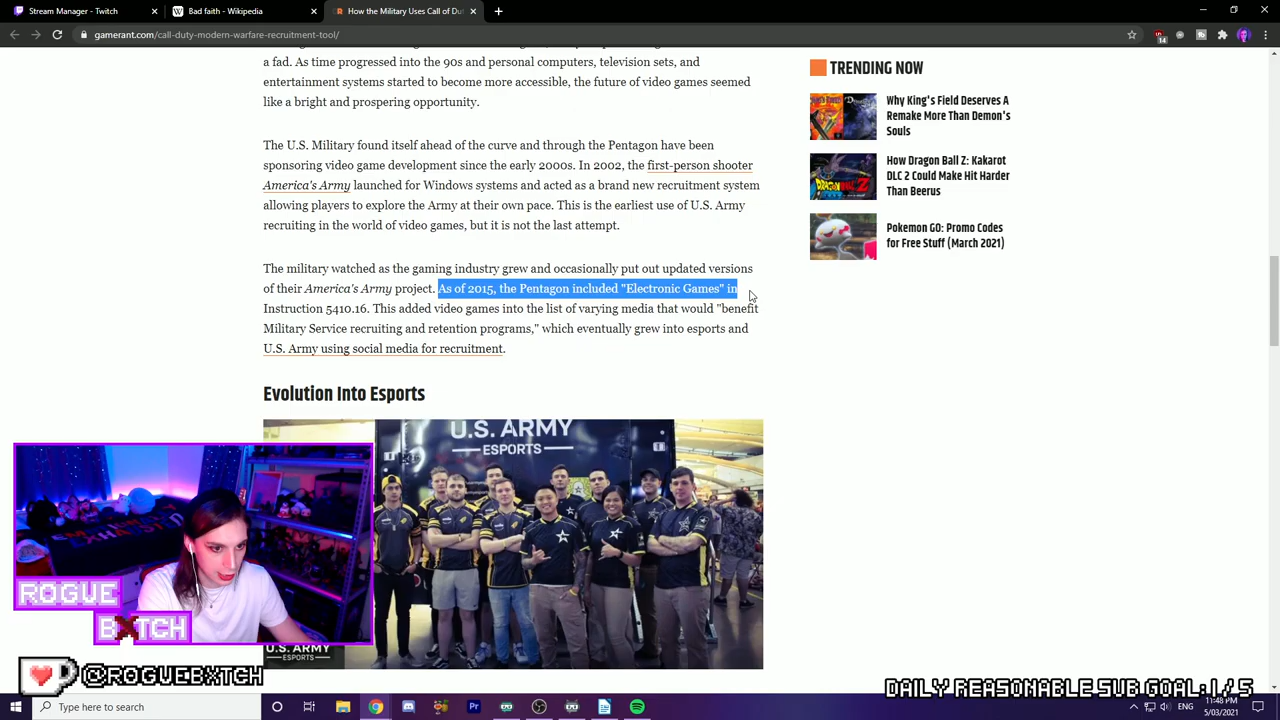 Stream Manager
Bad for Midlands - Wikipedia
How the Military Uses Call of Dut
gamerant.com/call-duty-modern-warfare-recruitment-tool/
14
a fad. As time progressed into the 90s and personal computers, television sets, and
entertainment systems started to become more accessible, the future of video games seemed
like a bright and prospering opportunity.
The U.S. Military found itself ahead of the curve and through the Pentagon have been
sponsoring video game development since the early 2000s. In 2002, the first-person shooter
America's Army launched for Windows systems and acted as a brand new recruitment system
allowing players to explore the Army at their own pace. This is the earliest use of U.S. Army
recruiting in the world of video games, but it is not the last attempt.
The military watched as the gaming industry grew and occasionally put out updated versions
of their America's Army project. As of 2015, the Pentagon included "Electronic Games" in
Instruction 5410.16. This added video games into the list of varying media that would "benefit
Military Service recruiting and retention programs," which eventually grew into esports and
U.S. Army using social media for recruitment.
Evolution Into Esports
U.S. ARMY
ESPORTS
U.S. ARMY
ESPORTS
TRENDING NOW
Why King's Field Deserves A
Remake More Than Demon's
Souls
How Dragon Ball Z: Kakarot
DLC 2 Could Make Hit Harder
Than Beerus
Pokemon GO: Promo Codes
for Free Stuff (March 2021)
ROGUE
BXTCH
@ROGUEBXTCH
DAILY REASONABLE SUB GOAL:1/5
Type here to search
ENG
11:48 PM
5/03/2021